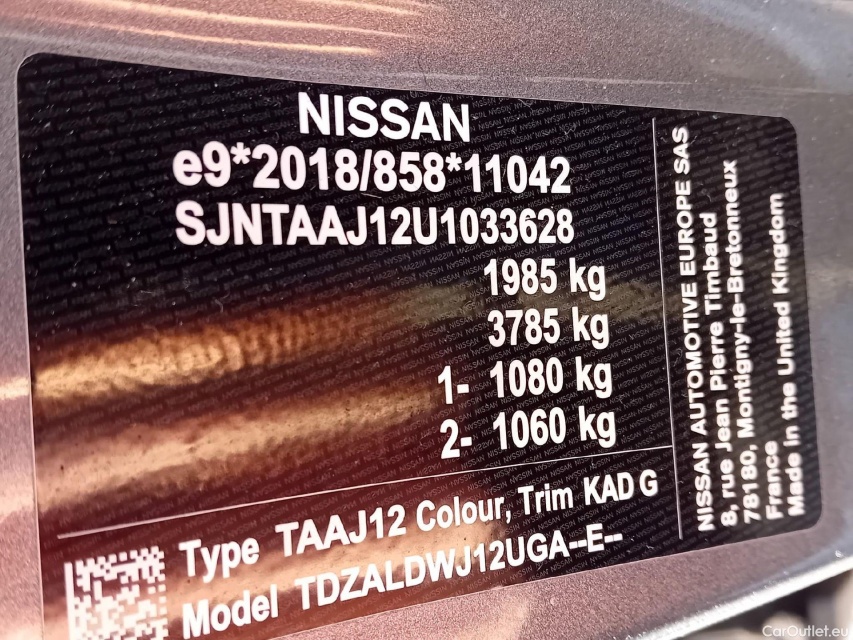 NISSAN
e9*2018/858*11042
SJNTAAJ12U1033628
1985 kg
3785 kg
1- 1080 kg
2- 1060 kg
Type TAAJ12 Colour, Trim KAD G
Model TDZALDWJ12UGA--E--
NISSAN AUTOMOTIVE EUROPE SAS
8, rue Jean Pierre Timbaud
78180, Montigny-le-Bretonneux
France
Made in the United Kingdom
CarOutlet.eu